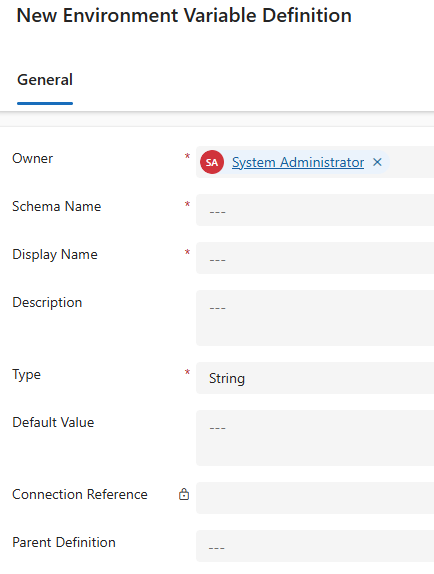 New Environment Variable Definition
General
Owner * SA System Administrator ×
Schema Name * ---
Display Name * ---
Description ---
Type * String
Default Value ---
Connection Reference
Parent Definition ---